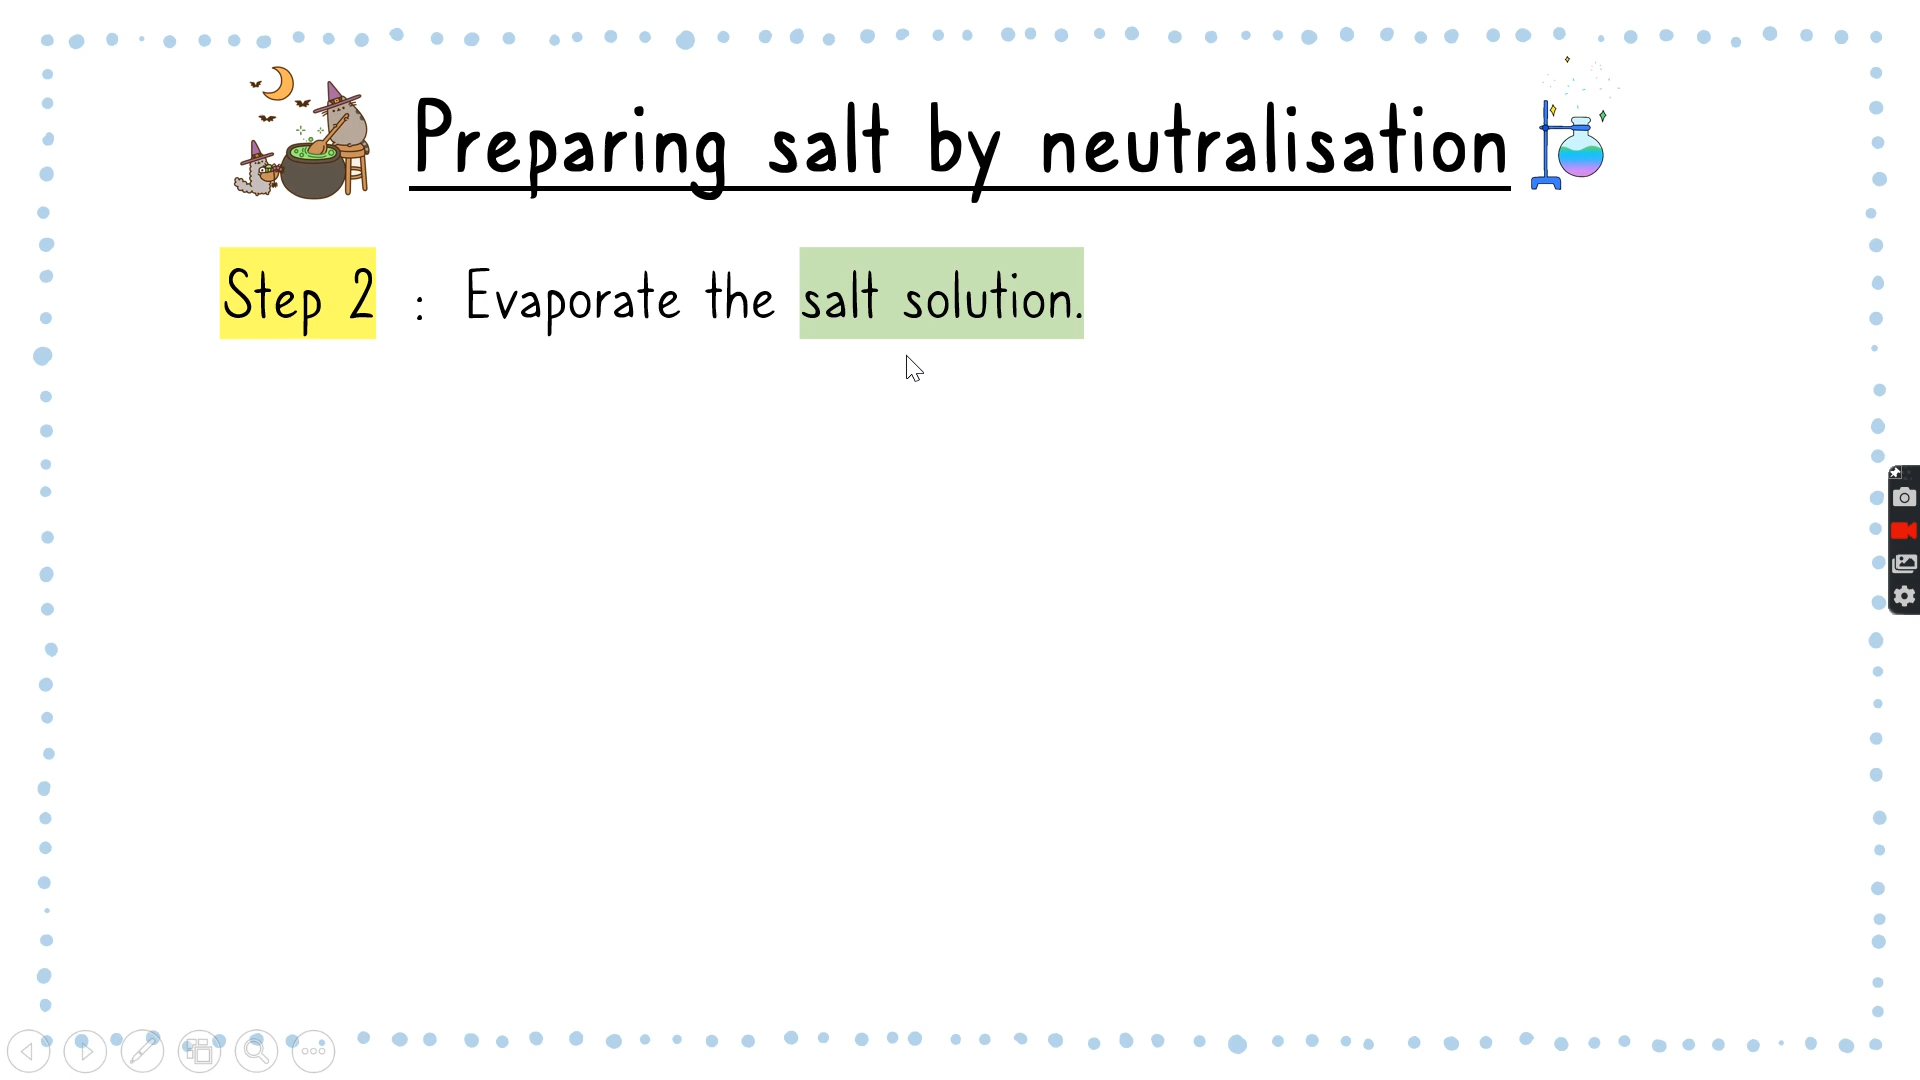 Preparing salt by neutralisation
Step 2 : Evaporate the salt solution.